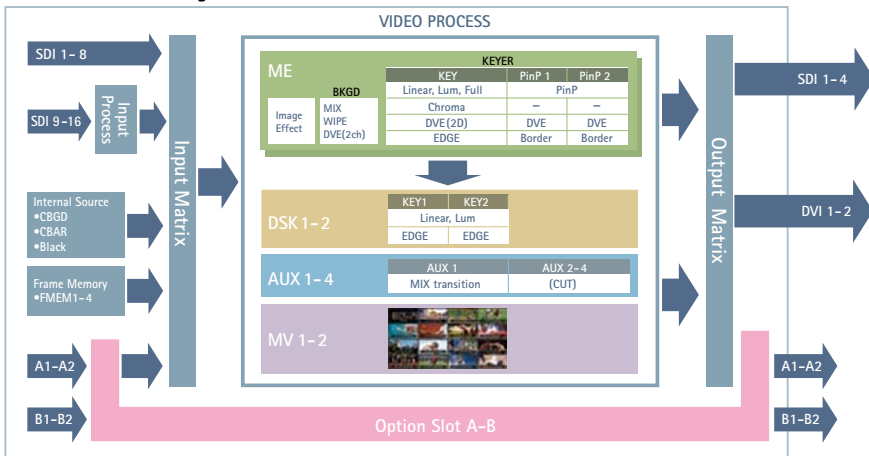 VIDEO PROCESS
SDI 1-8
SDI 9-16
Input Process
Internal Source
•CBGD
•CBAR
•Black
Frame Memory
•FMEM1-4
A1-A2
B1-B2
Input Matrix
ME
Image Effect
BKGD
MIX
WIPE
DVE(2ch)
KEYER
KEY PinP 1 PinP 2
Linear, Lum, Full PinP
Chroma – –
DVE(2D) DVE DVE
EDGE Border Border
DSK 1-2
KEY1 KEY2
Linear, Lum
EDGE EDGE
AUX 1-4
AUX 1 AUX 2-4
MIX transition (CUT)
MV 1-2
Output Matrix
SDI 1-4
DVI 1-2
A1-A2
B1-B2
Option Slot A-B